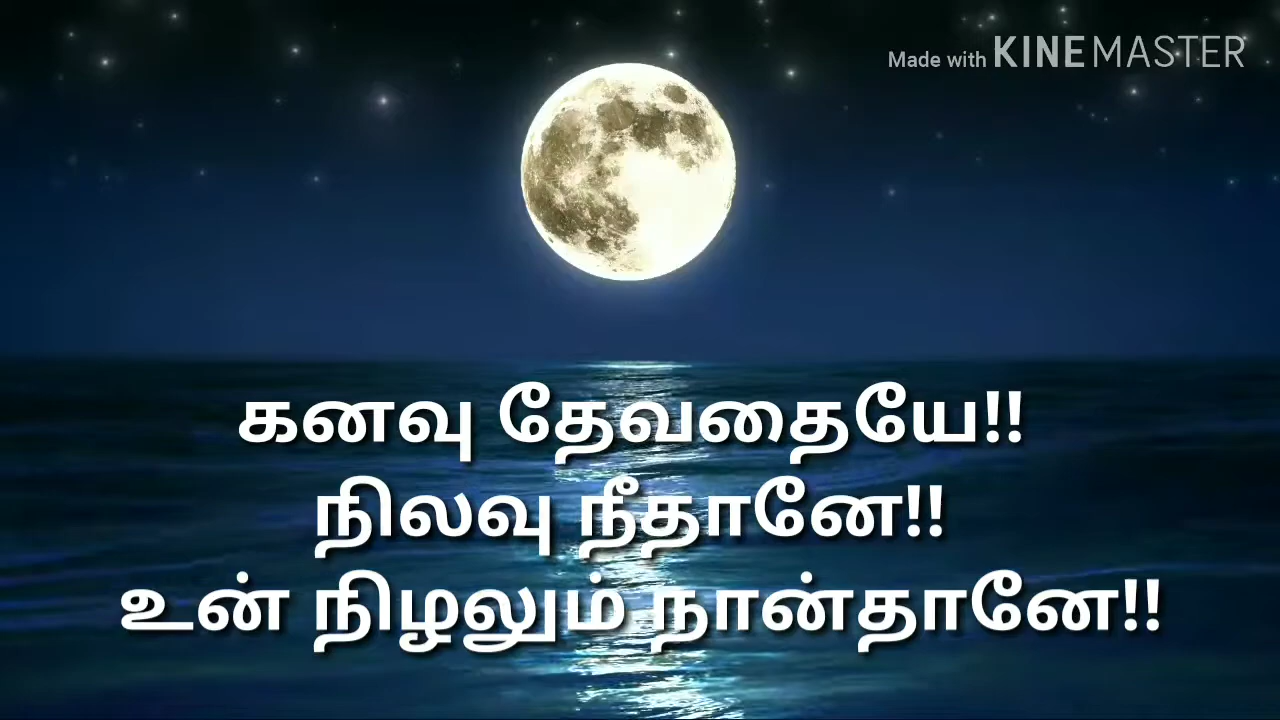 Made with KINEMASTER
கனவு தேவதையே!!
நிலவு நீதானே!!
உன் நிழலும் நான்தானே!!